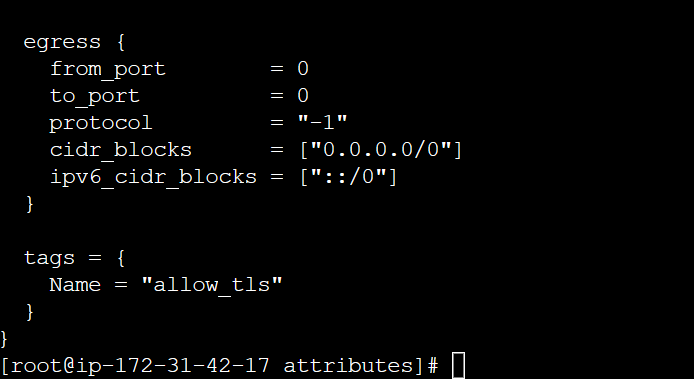 egress {
    from_port        = 0
    to_port          = 0
    protocol         = "-1"
    cidr_blocks      = ["0.0.0.0/0"]
    ipv6_cidr_blocks = ["::/0"]
  }

  tags = {
    Name = "allow_tls"
  }
}
[root@ip-172-31-42-17 attributes]#